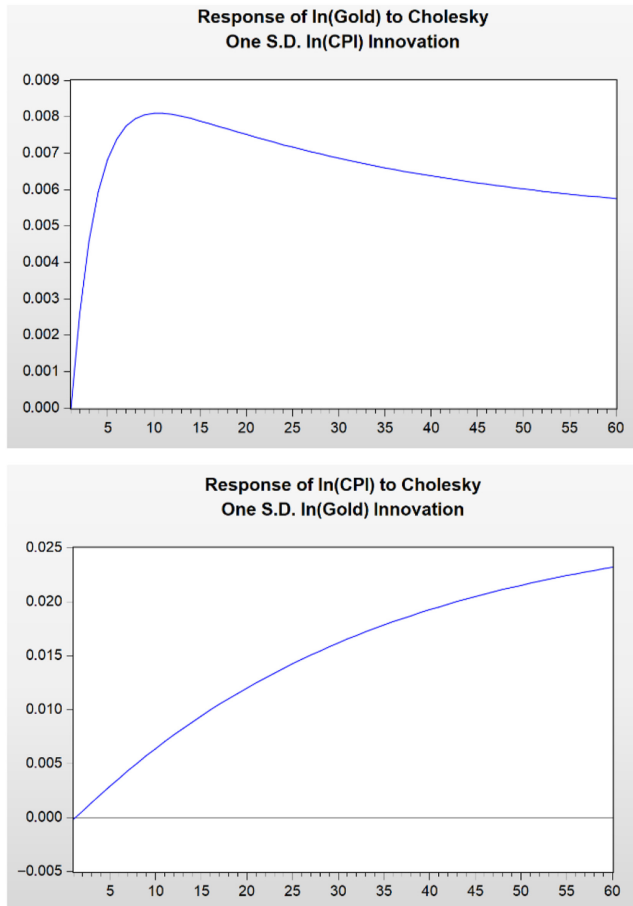 Response of ln(Gold) to Cholesky
One S.D. ln(CPI) Innovation
0.009
0.008
0.007
0.006
0.005
0.004
0.003
0.002
0.001
0.000
5 10 15 20 25 30 35 40 45 50 55 60
Response of ln(CPI) to Cholesky
One S.D. ln(Gold) Innovation
0.025
0.020
0.015
0.010
0.005
0.000
−0.005
5 10 15 20 25 30 35 40 45 50 55 60